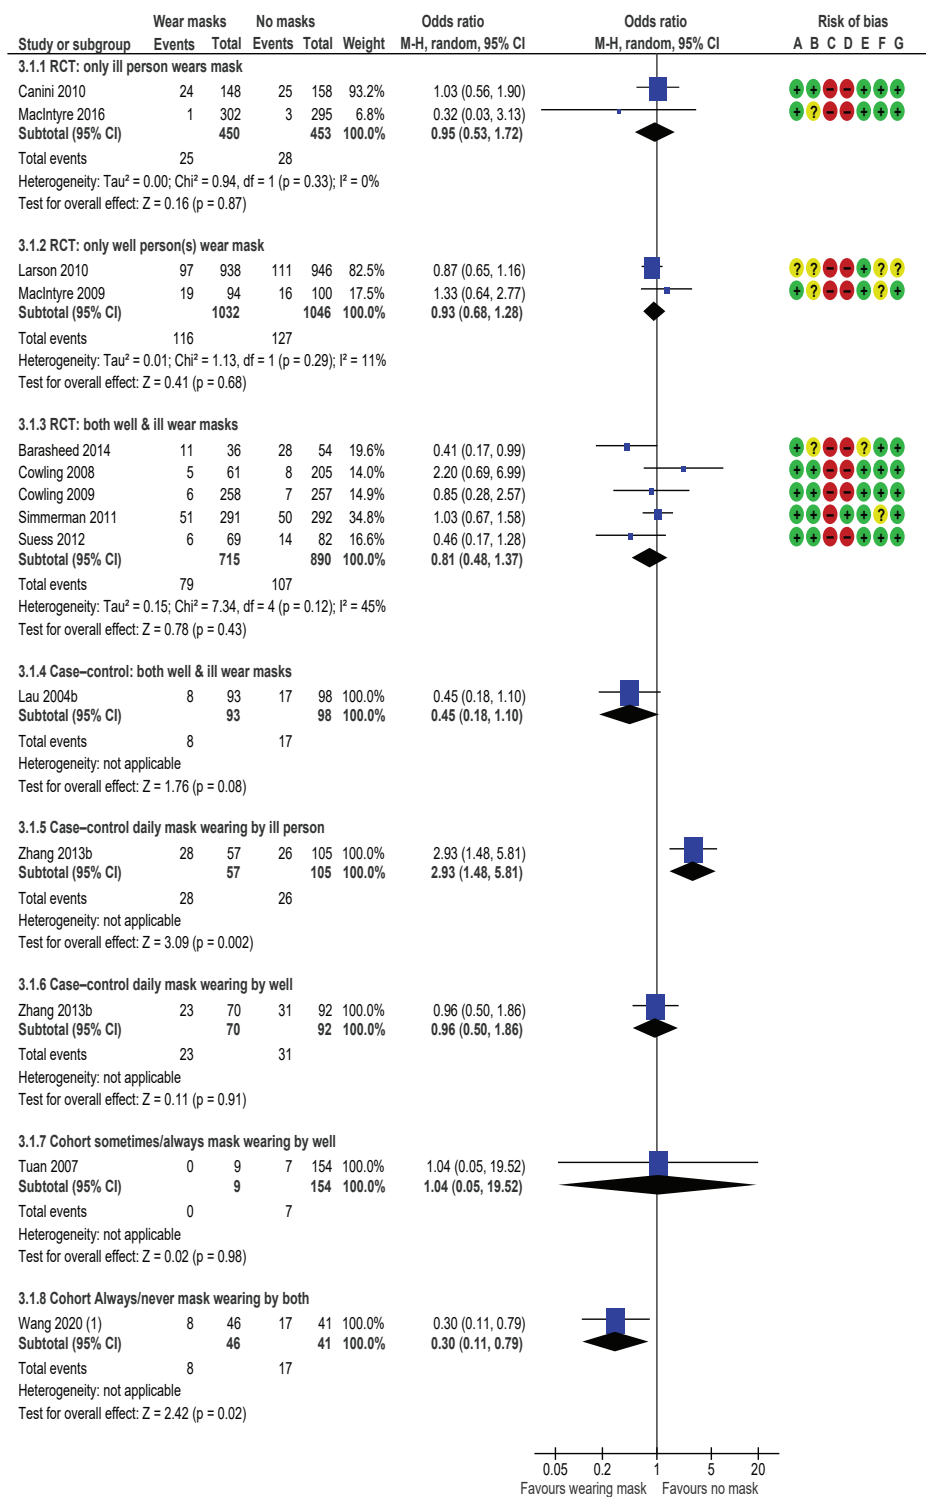 Wear masks No masks Odds ratio Odds ratio Risk of bias
Study or subgroup Events Total Events Total Weight M-H, random, 95% CI M-H, random, 95% CI A B C D E F G
3.1.1 RCT: only ill person wears mask
Canini 2010 24 148 25 158 93.2% 1.03 (0.56, 1.90) + + – – + + +
MacIntyre 2016 1 302 3 295 6.8% 0.32 (0.03, 3.13) + ? – – + + +
Subtotal (95% CI) 450 453 100.0% 0.95 (0.53, 1.72)
Total events 25 28
Heterogeneity: Tau² = 0.00; Chi² = 0.94, df = 1 (p = 0.33); I² = 0%
Test for overall effect: Z = 0.16 (p = 0.87)
3.1.2 RCT: only well person(s) wear mask
Larson 2010 97 938 111 946 82.5% 0.87 (0.65, 1.16) ? ? – – + ? ?
MacIntyre 2009 19 94 16 100 17.5% 1.33 (0.64, 2.77) + ? – – + ? +
Subtotal (95% CI) 1032 1046 100.0% 0.93 (0.68, 1.28)
Total events 116 127
Heterogeneity: Tau² = 0.01; Chi² = 1.13, df = 1 (p = 0.29); I² = 11%
Test for overall effect: Z = 0.41 (p = 0.68)
3.1.3 RCT: both well & ill wear masks
Barasheed 2014 11 36 28 54 19.6% 0.41 (0.17, 0.99) + ? – – ? + +
Cowling 2008 5 61 8 205 14.0% 2.20 (0.69, 6.99) + + – – + + +
Cowling 2009 6 258 7 257 14.9% 0.85 (0.28, 2.57) + + – – + + +
Simmerman 2011 51 291 50 292 34.8% 1.03 (0.67, 1.58) + + – + + ? +
Suess 2012 6 69 14 82 16.6% 0.46 (0.17, 1.28) + + – – + + +
Subtotal (95% CI) 715 890 100.0% 0.81 (0.48, 1.37)
Total events 79 107
Heterogeneity: Tau² = 0.15; Chi² = 7.34, df = 4 (p = 0.12); I² = 45%
Test for overall effect: Z = 0.78 (p = 0.43)
3.1.4 Case–control: both well & ill wear masks
Lau 2004b 8 93 17 98 100.0% 0.45 (0.18, 1.10)
Subtotal (95% CI) 93 98 100.0% 0.45 (0.18, 1.10)
Total events 8 17
Heterogeneity: not applicable
Test for overall effect: Z = 1.76 (p = 0.08)
3.1.5 Case–control daily mask wearing by ill person
Zhang 2013b 28 57 26 105 100.0% 2.93 (1.48, 5.81)
Subtotal (95% CI) 57 105 100.0% 2.93 (1.48, 5.81)
Total events 28 26
Heterogeneity: not applicable
Test for overall effect: Z = 3.09 (p = 0.002)
3.1.6 Case–control daily mask wearing by well
Zhang 2013b 23 70 31 92 100.0% 0.96 (0.50, 1.86)
Subtotal (95% CI) 70 92 100.0% 0.96 (0.50, 1.86)
Total events 23 31
Heterogeneity: not applicable
Test for overall effect: Z = 0.11 (p = 0.91)
3.1.7 Cohort sometimes/always mask wearing by well
Tuan 2007 0 9 7 154 100.0% 1.04 (0.05, 19.52)
Subtotal (95% CI) 9 154 100.0% 1.04 (0.05, 19.52)
Total events 0 7
Heterogeneity: not applicable
Test for overall effect: Z = 0.02 (p = 0.98)
3.1.8 Cohort Always/never mask wearing by both
Wang 2020 (1) 8 46 17 41 100.0% 0.30 (0.11, 0.79)
Subtotal (95% CI) 46 41 100.0% 0.30 (0.11, 0.79)
Total events 8 17
Heterogeneity: not applicable
Test for overall effect: Z = 2.42 (p = 0.02)
0.05 0.2 1 5 20
Favours wearing mask Favours no mask